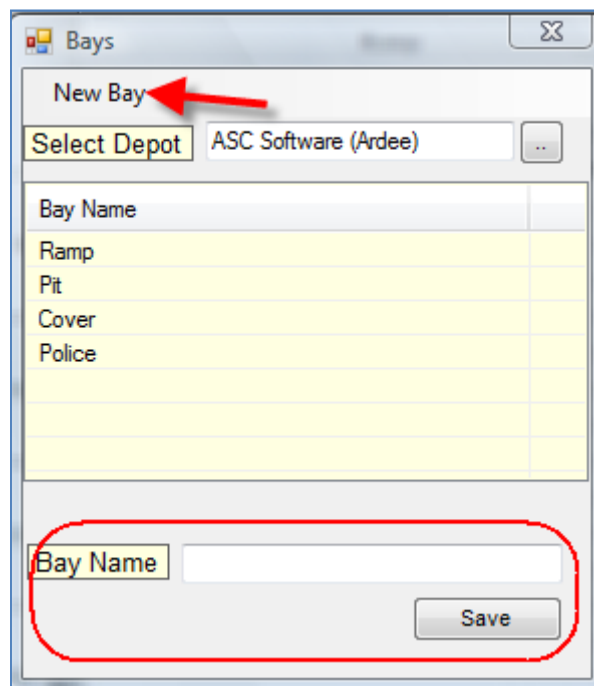 Bays
New Bay
Select Depot ASC Software (Ardee) ..
Bay Name
Ramp
Pit
Cover
Police
Bay Name
Save